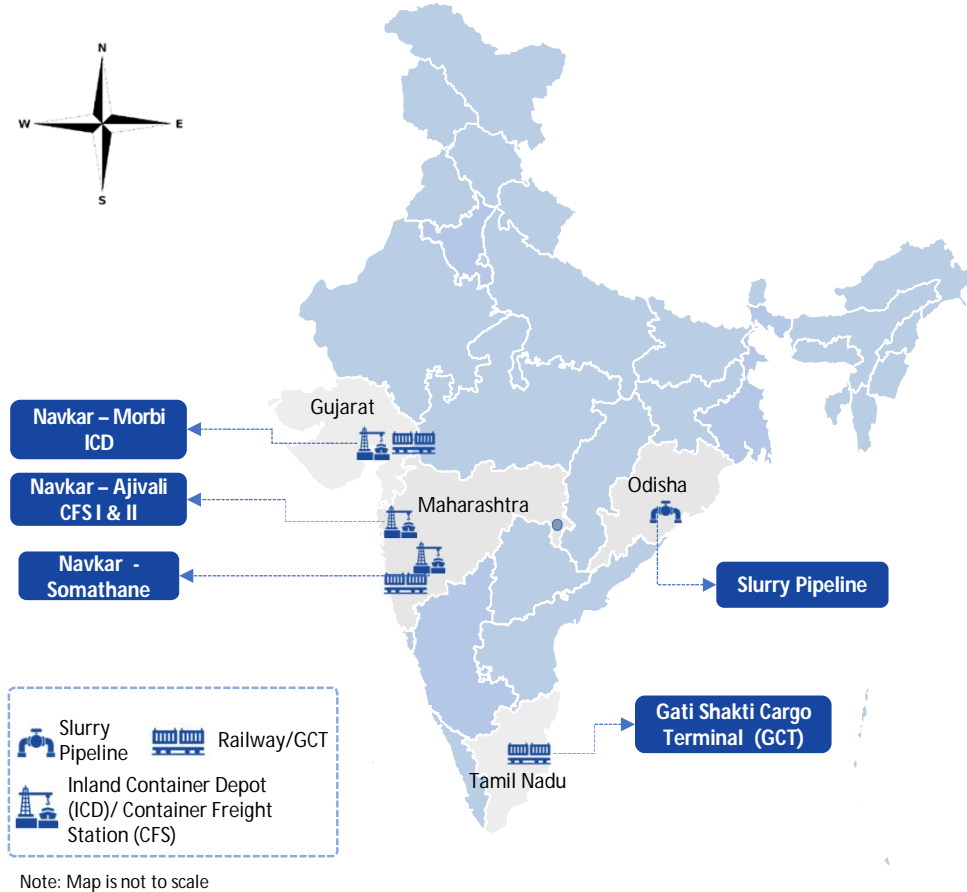 N
W
E
S
Gujarat
Navkar – Morbi
ICD
Navkar – Ajivali
CFS I & II
Maharashtra
Odisha
Navkar -
Somathane
Slurry Pipeline
Gati Shakti Cargo
Terminal (GCT)
Tamil Nadu
Slurry
Pipeline
Railway/GCT
Inland Container Depot
(ICD)/ Container Freight
Station (CFS)
Note: Map is not to scale